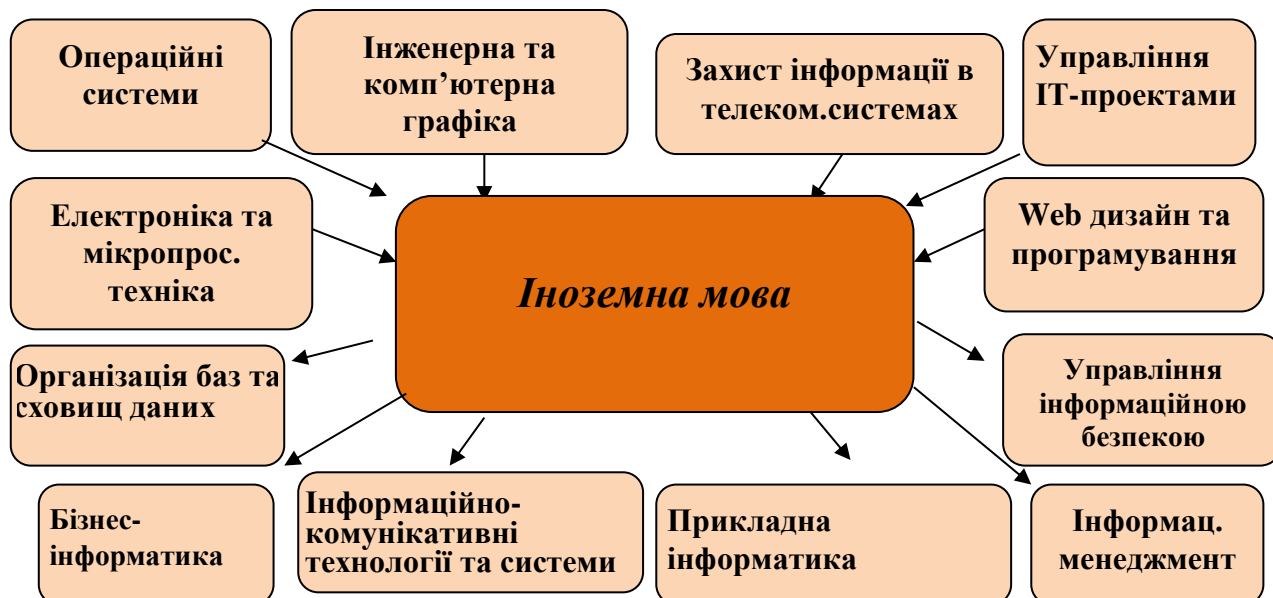 Операційні
системи
Інженерна та
комп’ютерна
графіка
Захист інформації в
телеком.системах
Управління
ІТ-проектами
Електроніка та
мікропрос.
техніка
Іноземна мова
Web дизайн та
програмування
Організація баз та
сховищ даних
Управління
інформаційною
безпекою
Бізнес-
інформатика
Інформаційно-
комунікативні
технології та системи
Прикладна
інформатика
Інформац.
менеджмент